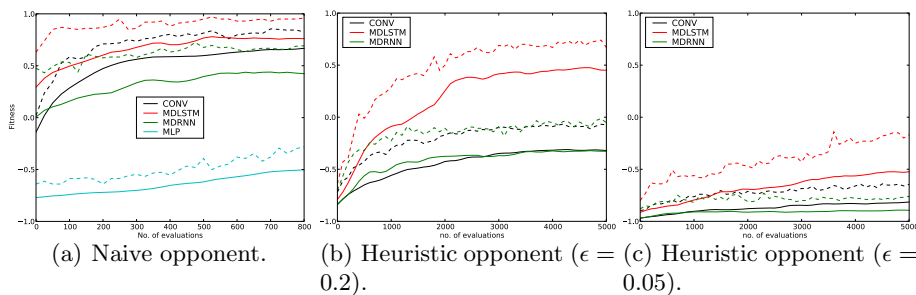 1.0
0.5
0.0
−0.5
−1.0
Fitness
0 100 200 300 400 500 600 700 800
No. of evaluations
CONV
MDLSTM
MDRNN
MLP
(a) Naive opponent.
1.0
0.5
0.0
−0.5
−1.0
0 1000 2000 3000 4000 5000
no. of evaluations
CONV
MDLSTM
MDRNN
(b) Heuristic opponent (ϵ =
0.2).
1.0
0.5
0.0
−0.5
−1.0
0 1000 2000 3000 4000 5000
no. of evaluations
CONV
MDLSTM
MDRNN
(c) Heuristic opponent (ϵ =
0.05).